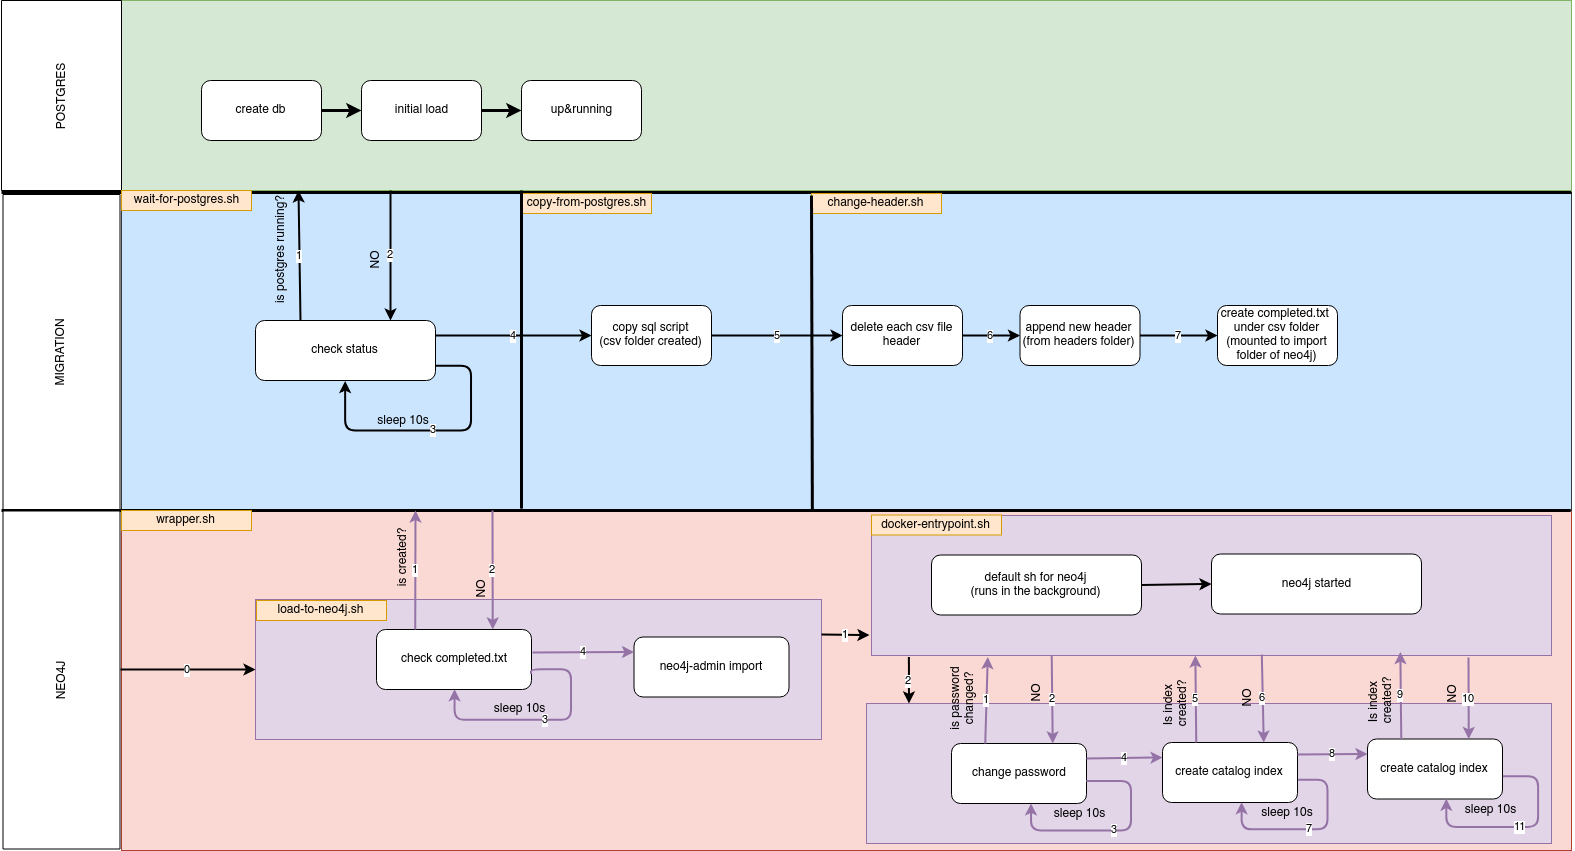 POSTGRES
create db
initial load
up&running
MIGRATION
wait-for-postgres.sh
copy-from-postgres.sh
change-header.sh
is postgres running?
1
NO
2
check status
sleep 10s
3
4
copy sql script
(csv folder created)
5
delete each csv file
header
6
append new header
(from headers folder)
7
create completed.txt
under csv folder
(mounted to import
folder of neo4j)
NEO4J
wrapper.sh
0
is created?
1
NO
2
load-to-neo4j.sh
check completed.txt
sleep 10s
3
4
neo4j-admin import
1
docker-entrypoint.sh
default sh for neo4j
(runs in the background)
neo4j started
2
is password
changed?
1
NO
2
change password
sleep 10s
3
4
Is index
created?
5
NO
6
create catalog index
sleep 10s
7
8
Is index
created?
9
NO
10
create catalog index
sleep 10s
11